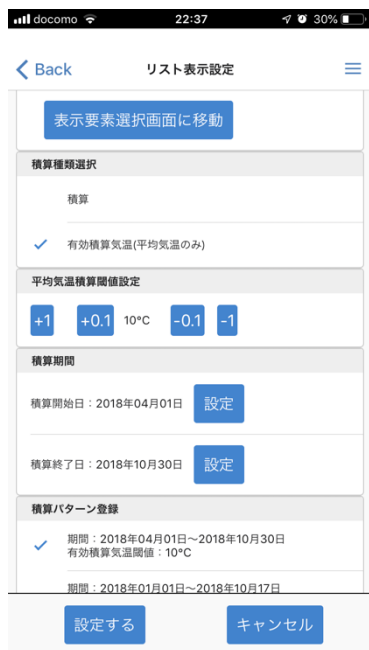 docomo 22:37 30%
Back リスト表示設定
表示要素選択画面に移動
積算種類選択
積算
有効積算気温(平均気温のみ)
平均気温積算閾値設定
+1 +0.1 10°C -0.1 -1
積算期間
積算開始日：2018年04月01日 設定
積算終了日：2018年10月30日 設定
積算パターン登録
期間：2018年04月01日～2018年10月30日
有効積算気温閾値：10°C
期間：2018年01月01日～2018年10月17日
設定する キャンセル